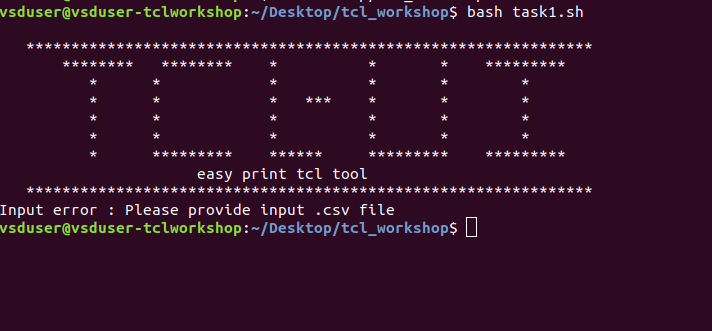 vsduser@vsduser-tclworkshop:~/Desktop/tcl_workshop$ bash task1.sh
   ***************************************************************
       ********   ********    *          *       *    *********
          *      *            *          *       *        *
          *      *            *   ***    *       *        *
          *      *            *          *       *        *
          *      *            *          *       *        *
          *      *********    ******     *********    *********
                      easy print tcl tool
   ***************************************************************
Input error : Please provide input .csv file
vsduser@vsduser-tclworkshop:~/Desktop/tcl_workshop$